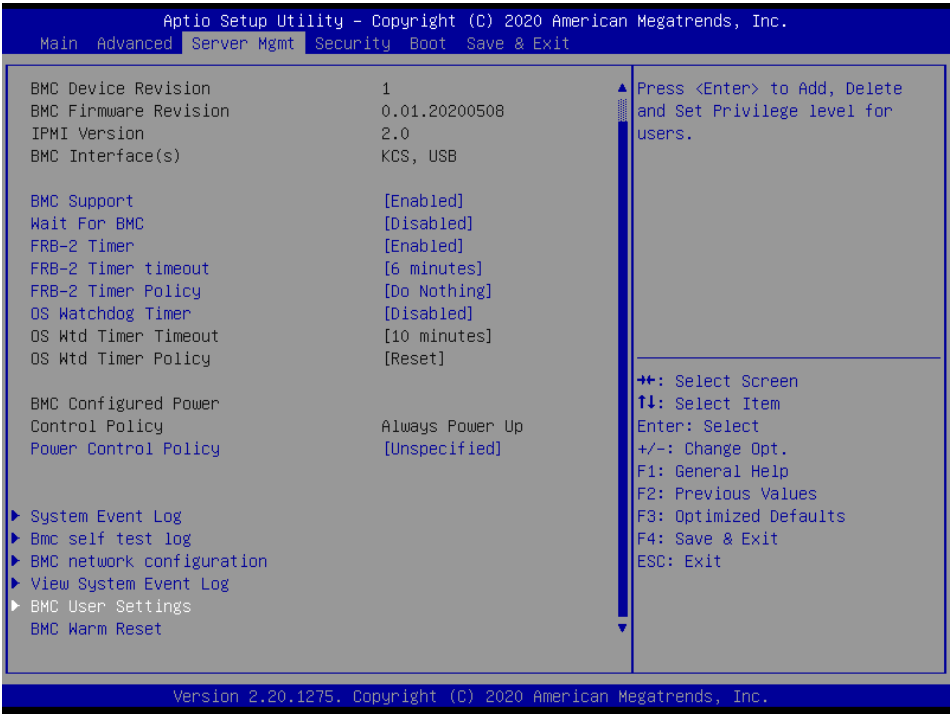 Aptio Setup Utility – Copyright (C) 2020 American Megatrends, Inc.
Main Advanced Server Mgmt Security Boot Save & Exit
BMC Device Revision 1
BMC Firmware Revision 0.01.20200508
IPMI Version 2.0
BMC Interface(s) KCS, USB
BMC Support [Enabled]
Wait For BMC [Disabled]
FRB-2 Timer [Enabled]
FRB-2 Timer timeout [6 minutes]
FRB-2 Timer Policy [Do Nothing]
OS Watchdog Timer [Disabled]
OS Wtd Timer Timeout [10 minutes]
OS Wtd Timer Policy [Reset]
BMC Configured Power
Control Policy Always Power Up
Power Control Policy [Unspecified]
System Event Log
Bmc self test log
BMC network configuration
View System Event Log
BMC User Settings
BMC Warm Reset
Press <Enter> to Add, Delete
and Set Privilege level for
users.
→←: Select Screen
↑↓: Select Item
Enter: Select
+/-: Change Opt.
F1: General Help
F2: Previous Values
F3: Optimized Defaults
F4: Save & Exit
ESC: Exit
Version 2.20.1275. Copyright (C) 2020 American Megatrends, Inc.